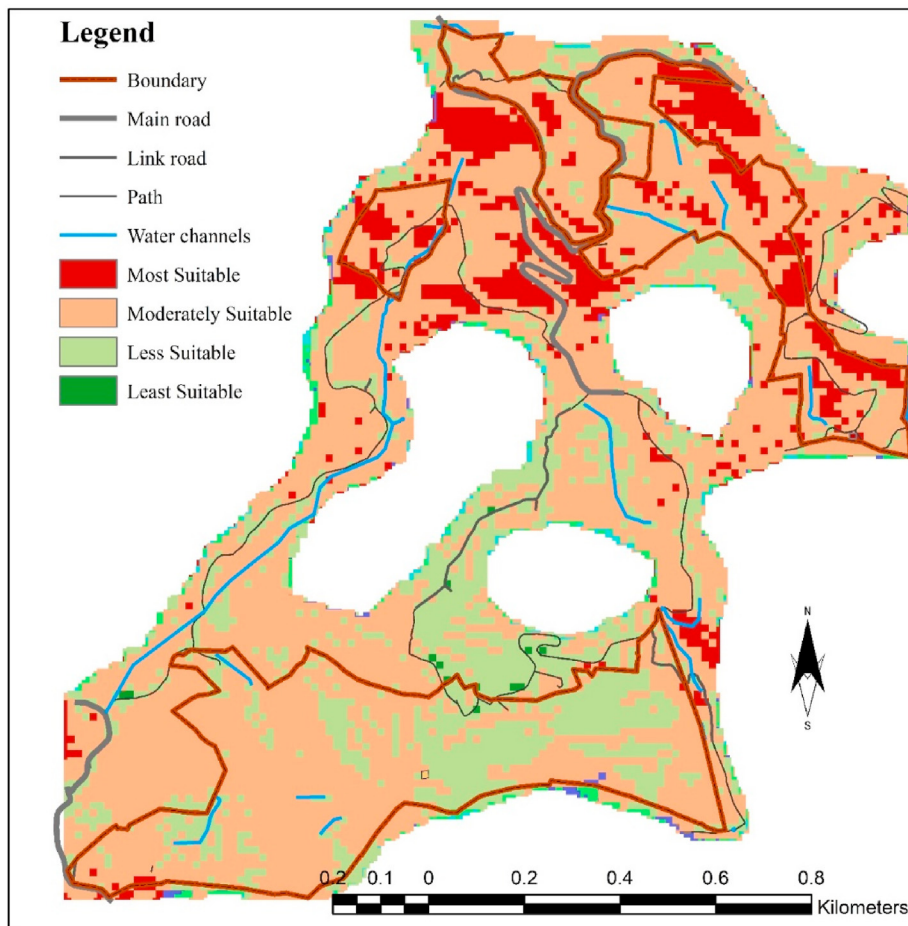 Legend
Boundary
Main road
Link road
Path
Water channels
Most Suitable
Moderately Suitable
Less Suitable
Least Suitable
N
S
0.2 0.1 0 0.2 0.4 0.6 0.8
Kilometers